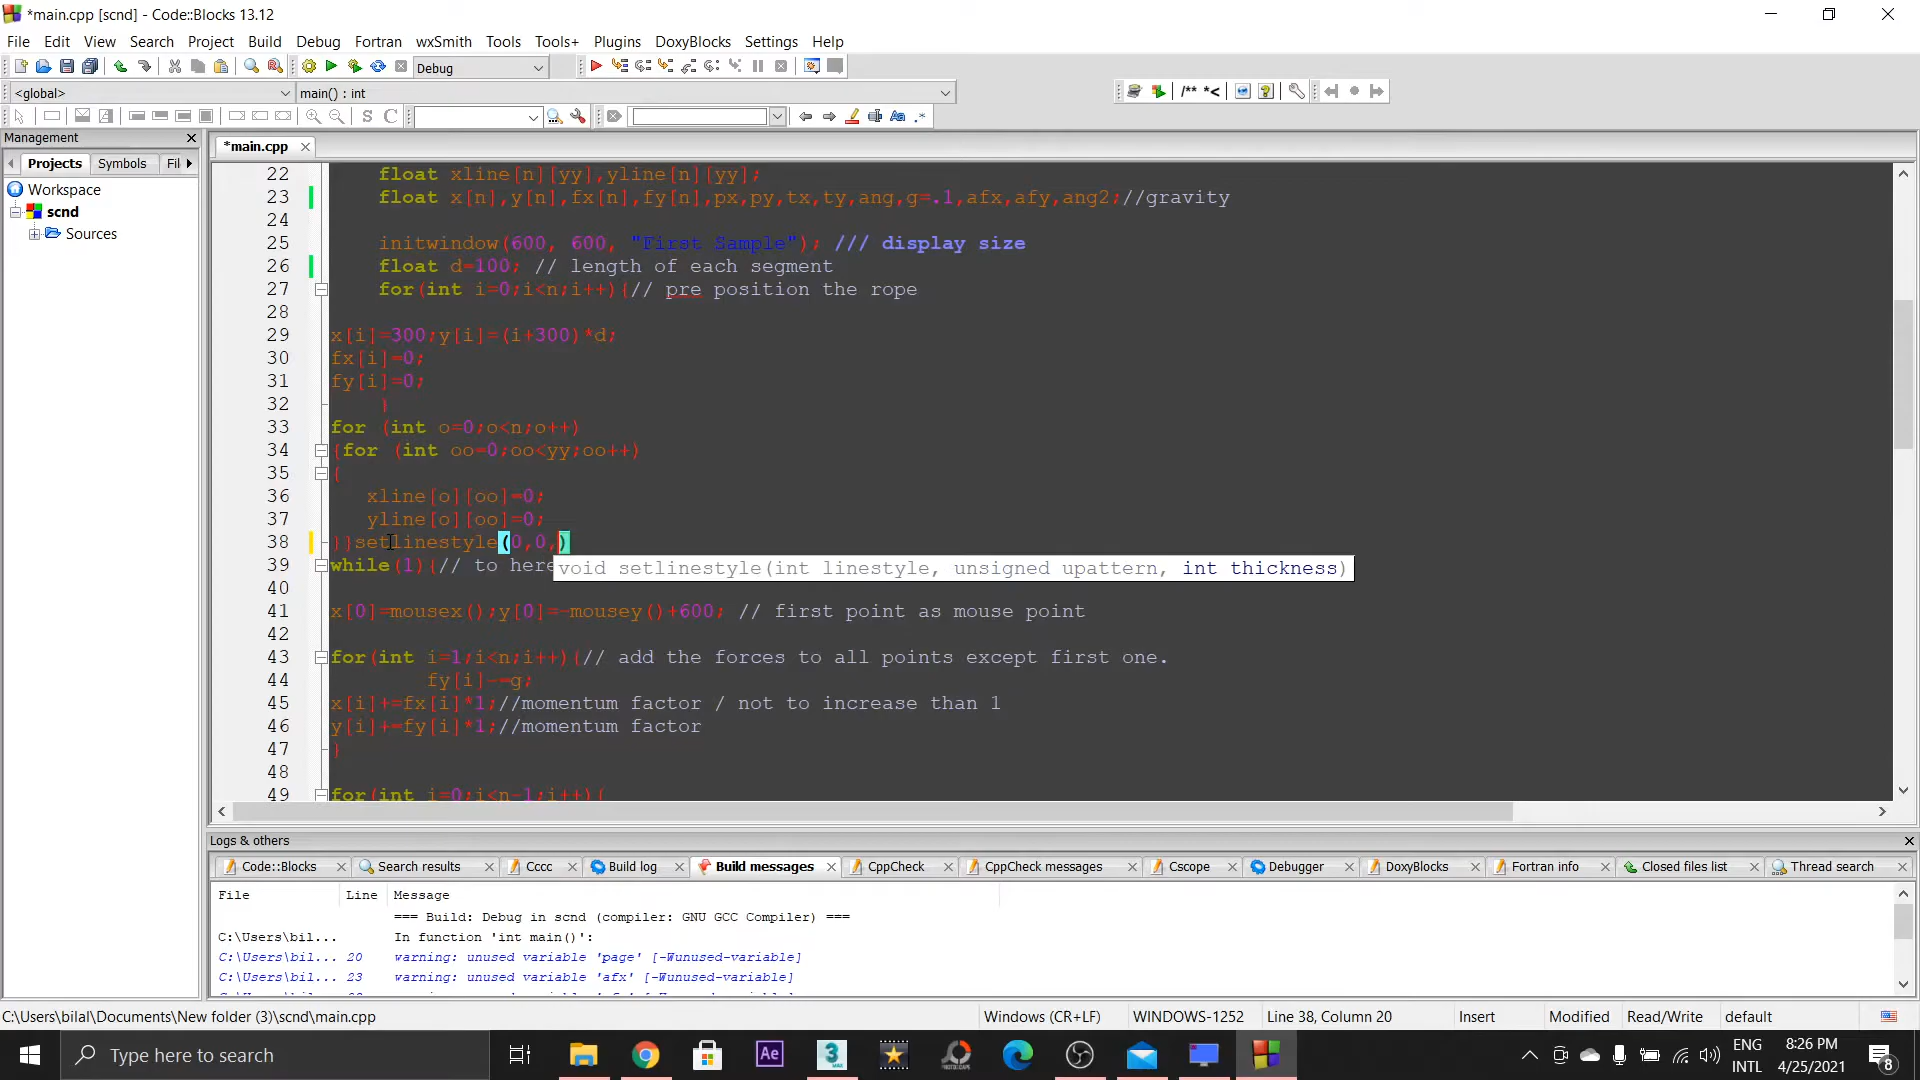 *main.cpp [scnd] - Code::Blocks 13.12
File Edit View Search Project Build Debug Fortran wxSmith Tools Tools+ Plugins DoxyBlocks Settings Help
Debug
<global> main() : int
/** *<
S C
Management
*main.cpp
Projects Symbols Fil
Workspace
scnd
Sources
22 float xline[n][yy],yline[n][yy];
23 float x[n],y[n],fx[n],fy[n],px,py,tx,ty,ang,g=.1,afx,afy,ang2;//gravity
24
25 initwindow(600, 600, "First Sample"); /// display size
26 float d=100; // length of each segment
27 for(int i=0;i<n;i++){// pre position the rope
28
29 x[i]=300;y[i]=(i+300)*d;
30 fx[i]=0;
31 fy[i]=0;
32 }
33 for (int o=0;o<n;o++)
34 {for (int oo=0;oo<yy;oo++)
35 {
36 xline[o][oo]=0;
37 yline[o][oo]=0;
38 }}setlinestyle(0,0,)
39 while(1){// to here
void setlinestyle(int linestyle, unsigned upattern, int thickness)
40
41 x[0]=mousex();y[0]=-mousey()+600; // first point as mouse point
42
43 for(int i=1;i<n;i++){// add the forces to all points except first one.
44 fy[i]-=g;
45 x[i]+=fx[i]*1;//momentum factor / not to increase than 1
46 y[i]+=fy[i]*1;//momentum factor
47 }
48
49 for(int i=0;i<n-1;i++){
Logs & others
Code::Blocks Search results Cccc Build log Build messages CppCheck CppCheck messages Cscope Debugger DoxyBlocks Fortran info Closed files list Thread search
File Line Message
=== Build: Debug in scnd (compiler: GNU GCC Compiler) ===
C:\Users\bil... In function 'int main()':
C:\Users\bil... 20 warning: unused variable 'page' [-Wunused-variable]
C:\Users\bil... 23 warning: unused variable 'afx' [-Wunused-variable]
C:\Users\bilal\Documents\New folder (3)\scnd\main.cpp Windows (CR+LF) WINDOWS-1252 Line 38, Column 20 Insert Modified Read/Write default
Type here to search
Ae
3
ENG
INTL
8:26 PM
4/25/2021
8